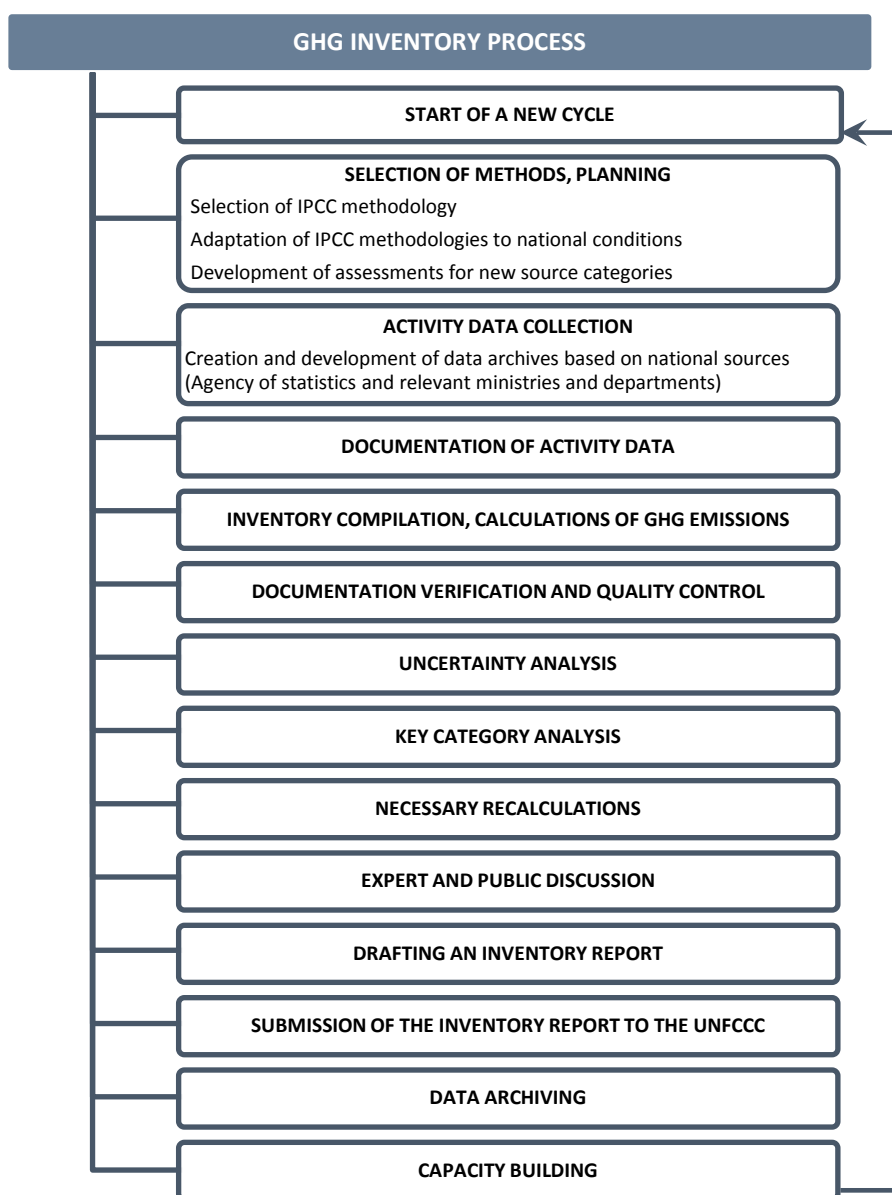 GHG INVENTORY PROCESS
START OF A NEW CYCLE
SELECTION OF METHODS, PLANNING
Selection of IPCC methodology
Adaptation of IPCC methodologies to national conditions
Development of assessments for new source categories
ACTIVITY DATA COLLECTION
Creation and development of data archives based on national sources
(Agency of statistics and relevant ministries and departments)
DOCUMENTATION OF ACTIVITY DATA
INVENTORY COMPILATION, CALCULATIONS OF GHG EMISSIONS
DOCUMENTATION VERIFICATION AND QUALITY CONTROL
UNCERTAINTY ANALYSIS
KEY CATEGORY ANALYSIS
NECESSARY RECALCULATIONS
EXPERT AND PUBLIC DISCUSSION
DRAFTING AN INVENTORY REPORT
SUBMISSION OF THE INVENTORY REPORT TO THE UNFCCC
DATA ARCHIVING
CAPACITY BUILDING